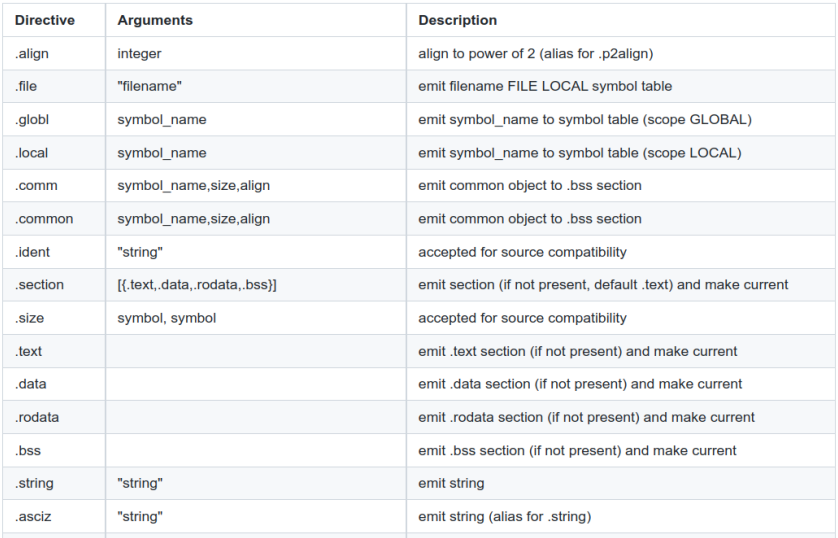 Directive Arguments Description
.align integer align to power of 2 (alias for .p2align)
.file "filename" emit filename FILE LOCAL symbol table
.globl symbol_name emit symbol_name to symbol table (scope GLOBAL)
.local symbol_name emit symbol_name to symbol table (scope LOCAL)
.comm symbol_name,size,align emit common object to .bss section
.common symbol_name,size,align emit common object to .bss section
.ident "string" accepted for source compatibility
.section [{.text,.data,.rodata,.bss}] emit section (if not present, default .text) and make current
.size symbol, symbol accepted for source compatibility
.text emit .text section (if not present) and make current
.data emit .data section (if not present) and make current
.rodata emit .rodata section (if not present) and make current
.bss emit .bss section (if not present) and make current
.string "string" emit string
.asciz "string" emit string (alias for .string)